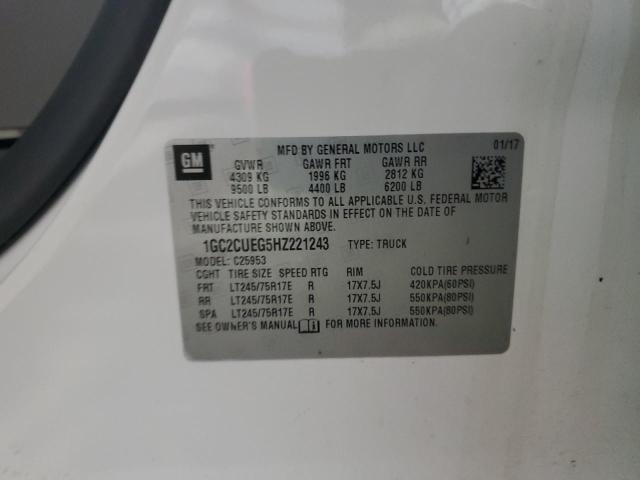 GM
MFD BY GENERAL MOTORS LLC 01/17
GVWR GAWR FRT GAWR RR
4309 KG 1996 KG 2812 KG
9500 LB 4400 LB 6200 LB
THIS VEHICLE CONFORMS TO ALL APPLICABLE U.S. FEDERAL MOTOR
VEHICLE SAFETY STANDARDS IN EFFECT ON THE DATE OF
MANUFACTURE SHOWN ABOVE.
1GC2CUEG5HZ221243 TYPE: TRUCK
MODEL: C25953
CGHT TIRE SIZE SPEED RTG RIM COLD TIRE PRESSURE
FRT LT245/75R17E R 17X7.5J 420KPA(60PSI)
RR LT245/75R17E R 17X7.5J 550KPA(80PSI)
SPA LT245/75R17E R 17X7.5J 550KPA(80PSI)
SEE OWNER'S MANUAL FOR MORE INFORMATION.